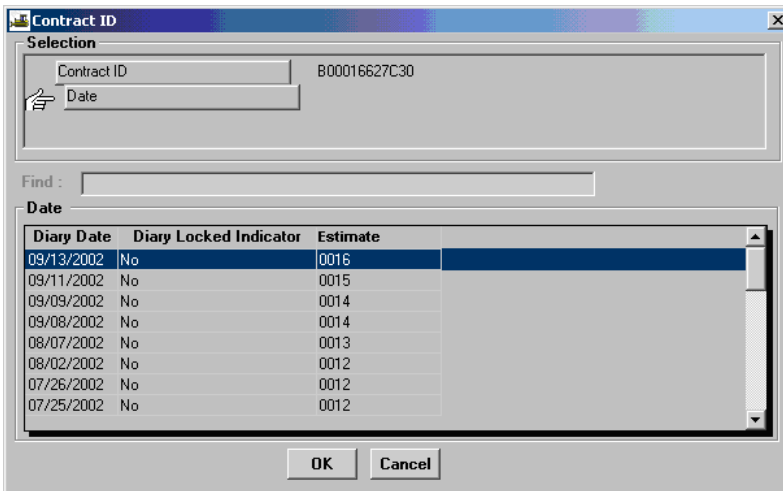 Contract ID
Selection
Contract ID B00016627C30
Date
Find :
Date
Diary Date Diary Locked Indicator Estimate
09/13/2002 No 0016
09/11/2002 No 0015
09/09/2002 No 0014
09/08/2002 No 0014
08/07/2002 No 0013
08/02/2002 No 0012
07/26/2002 No 0012
07/25/2002 No 0012
OK Cancel